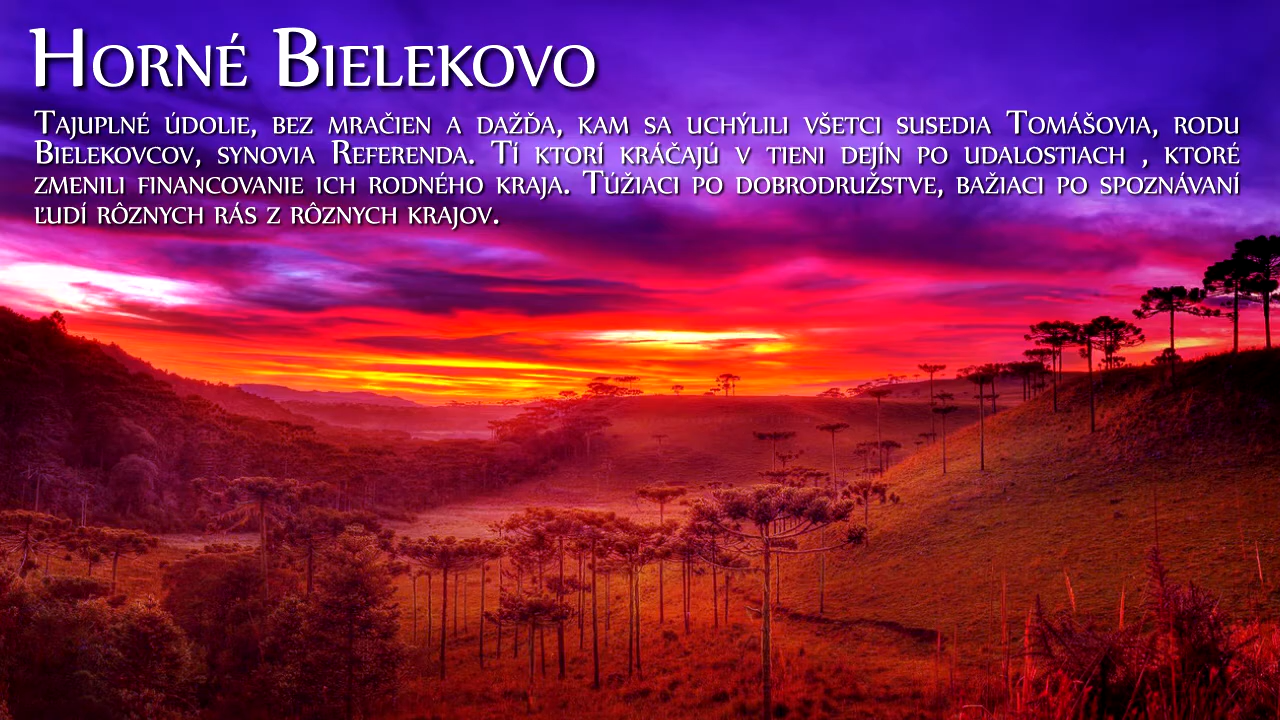 Horné Bielekovo
Tajuplné údolie, bez mračien a dažďa, kam sa uchýlili všetci susedia Tomášovia, rodu
Bielekovcov, synovia Referenda. Tí ktorí kráčajú v tieni dejín po udalostiach , ktoré
zmenili financovanie ich rodného kraja. Túžiaci po dobrodružstve, bažiaci po spoznávaní
ľudí rôznych rás z rôznych krajov.